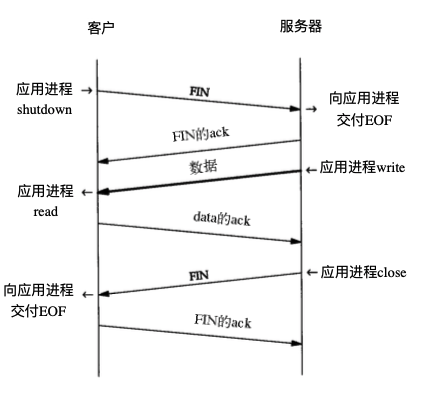 客户
服务器
应用进程
shutdown
FIN
向应用进程
交付EOF
FIN的ack
数据
应用进程write
应用进程
read
data的ack
应用进程close
FIN
向应用进程
交付EOF
FIN的ack